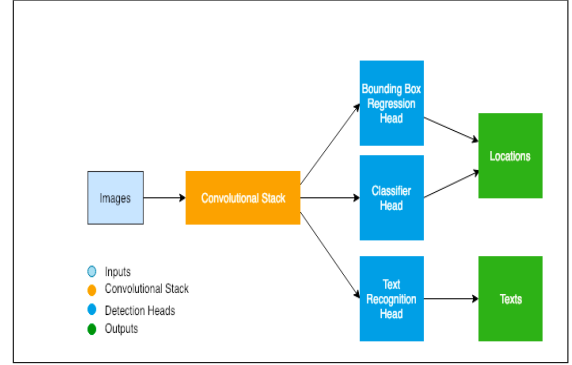 Images
Convolutional Stack
Bounding Box
Regression
Head
Classifier
Head
Text
Recognition
Head
Locations
Texts
Inputs
Convolutional Stack
Detection Heads
Outputs